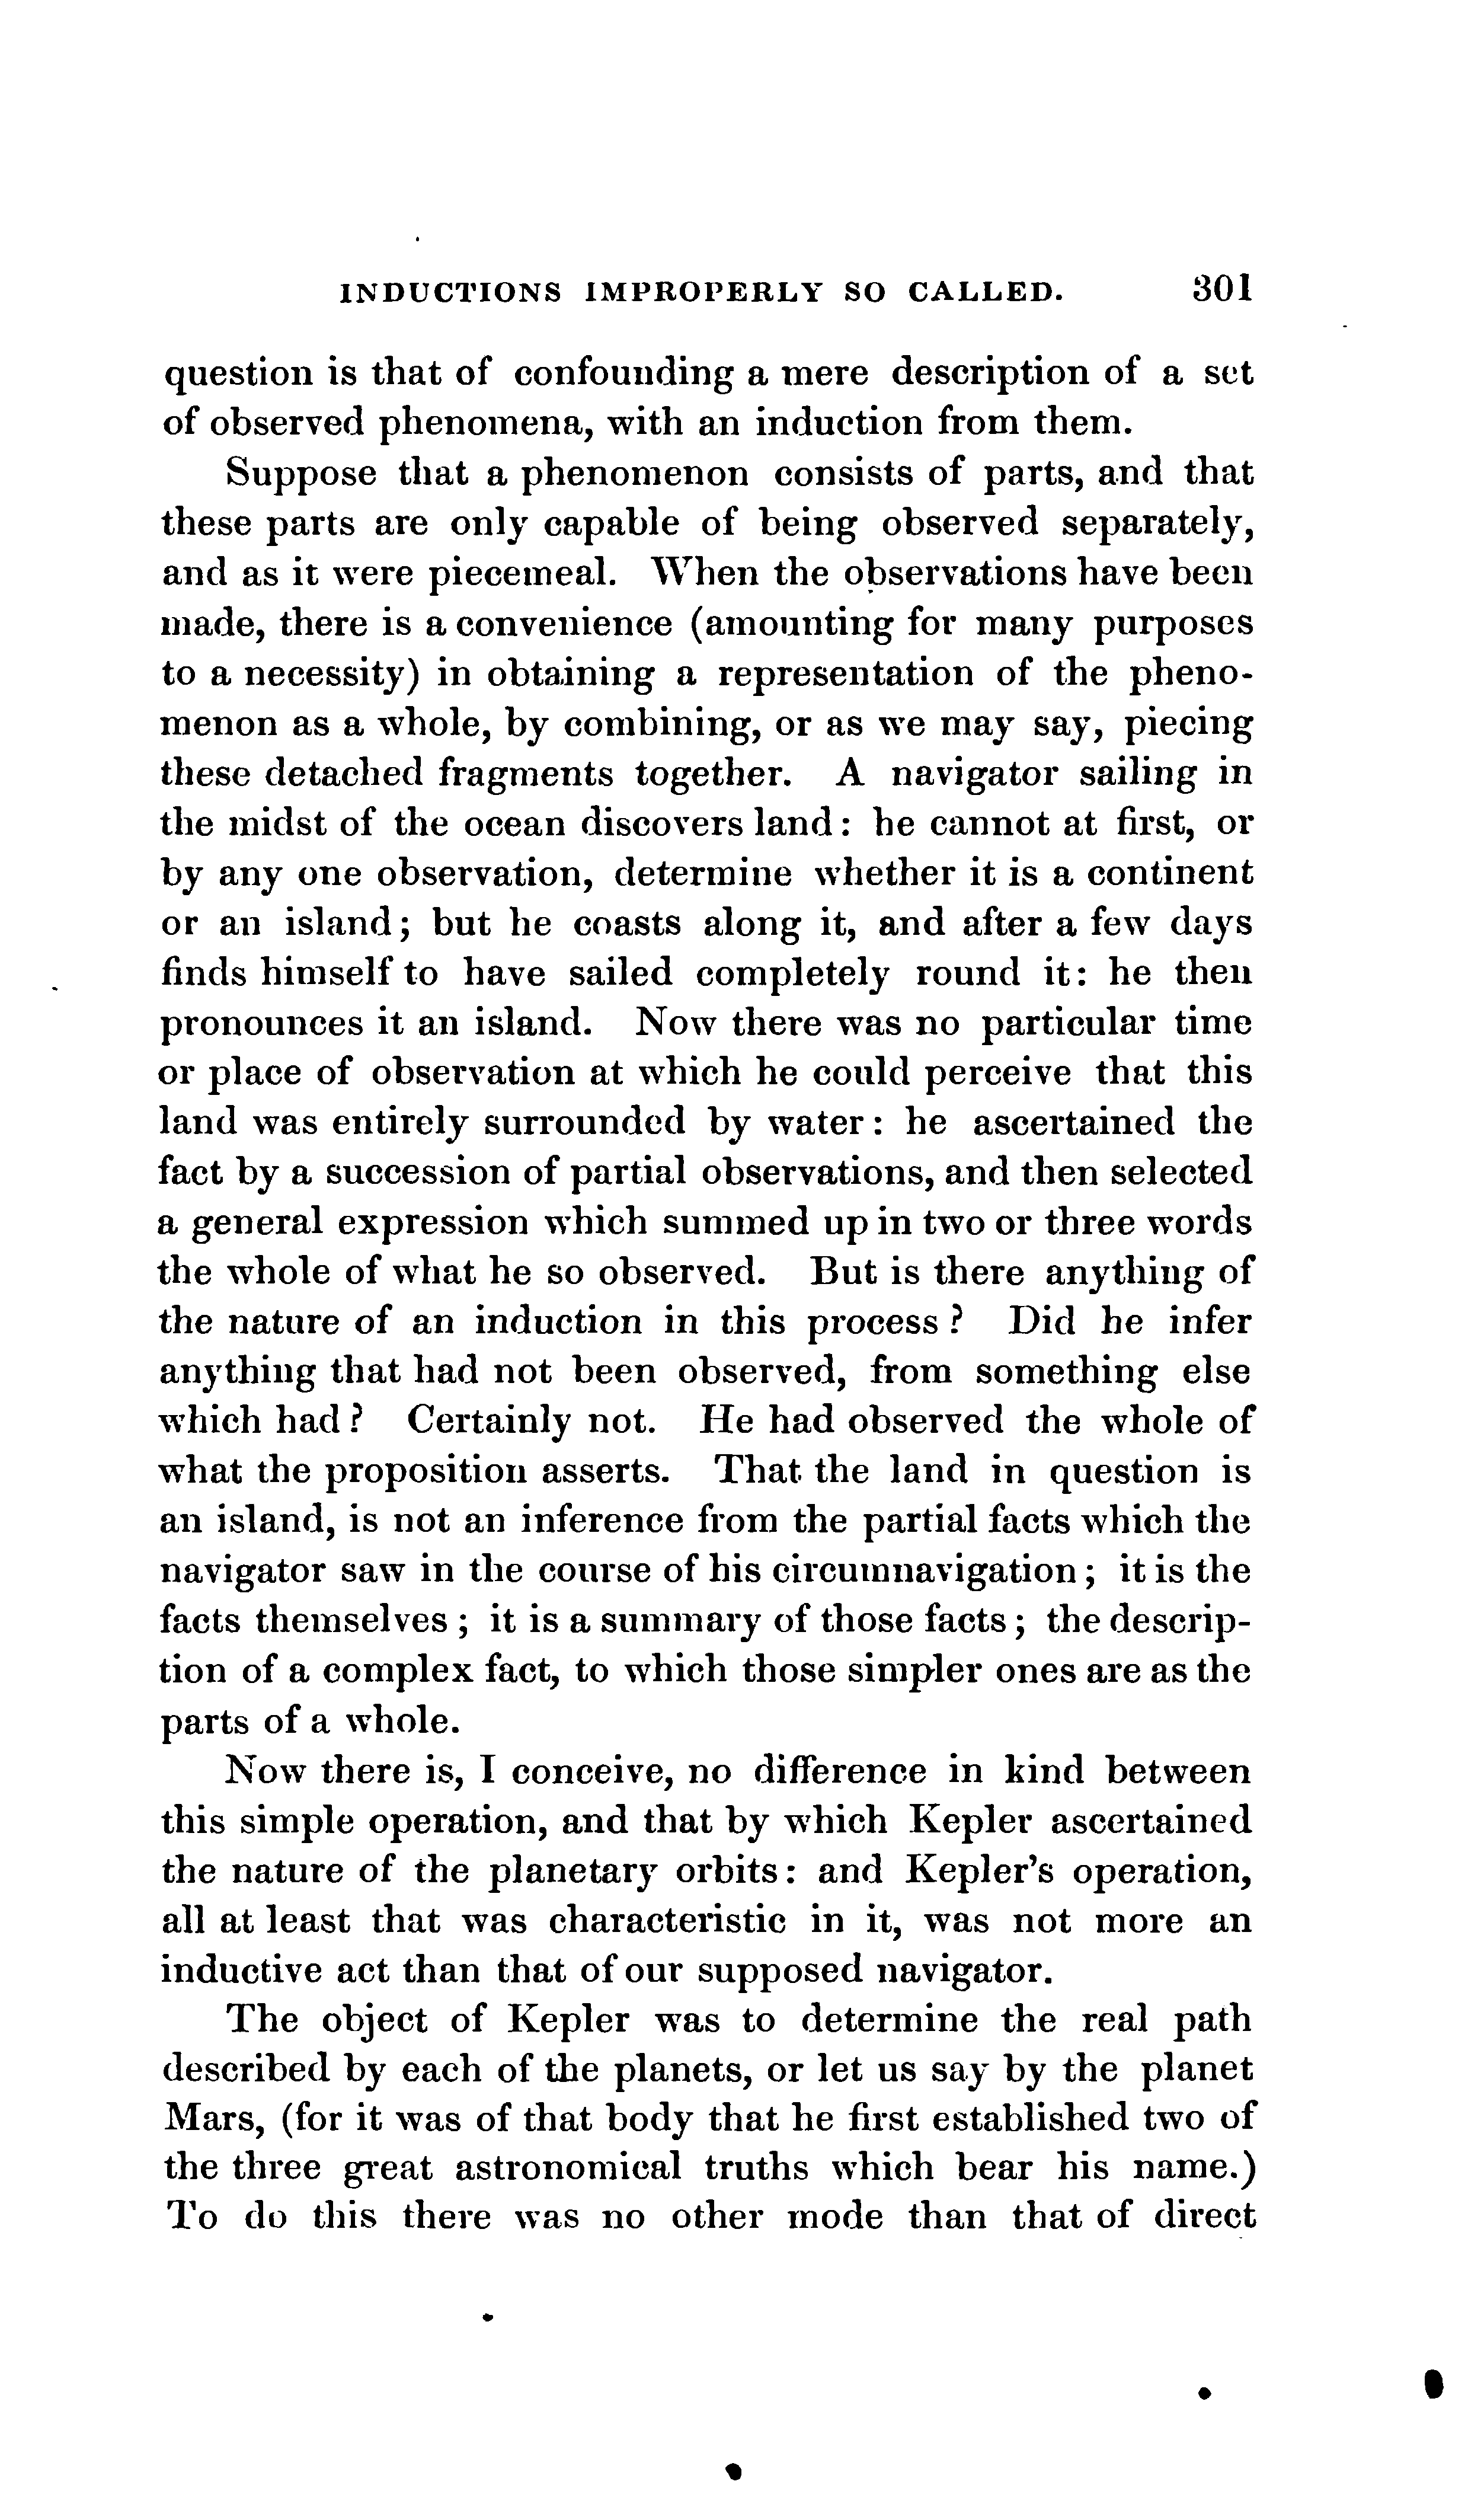 INDUCTIONS IMPROPERLY SO CALLED. 301
question is that of confounding a mere description of a set
of observed phenomena, with an induction from them.
Suppose that a phenomenon consists of parts, and that
these parts are only capable of being observed separately,
and as it were piecemeal. When the observations have been
made, there is a convenience (amounting for many purposes
to a necessity) in obtaining a representation of the pheno-
menon as a whole, by combining, or as we may say, piecing
these detached fragments together. A navigator sailing in
the midst of the ocean discovers land: he cannot at first, or
by any one observation, determine whether it is a continent
or an island; but he coasts along it, and after a few days
finds himself to have sailed completely round it: he then
pronounces it an island. Now there was no particular time
or place of observation at which he could perceive that this
land was entirely surrounded by water: he ascertained the
fact by a succession of partial observations, and then selected
a general expression which summed up in two or three words
the whole of what he so observed. But is there anything of
the nature of an induction in this process? Did he infer
anything that had not been observed, from something else
which had? Certainly not. He had observed the whole of
what the proposition asserts. That the land in question is
an island, is not an inference from the partial facts which the
navigator saw in the course of his circumnavigation; it is the
facts themselves; it is a summary of those facts; the descrip-
tion of a complex fact, to which those simpler ones are as the
parts of a whole.
Now there is, I conceive, no difference in kind between
this simple operation, and that by which Kepler ascertained
the nature of the planetary orbits: and Kepler's operation,
all at least that was characteristic in it, was not more an
inductive act than that of our supposed navigator.
The object of Kepler was to determine the real path
described by each of the planets, or let us say by the planet
Mars, (for it was of that body that he first established two of
the three great astronomical truths which bear his name.)
To do this there was no other mode than that of direct